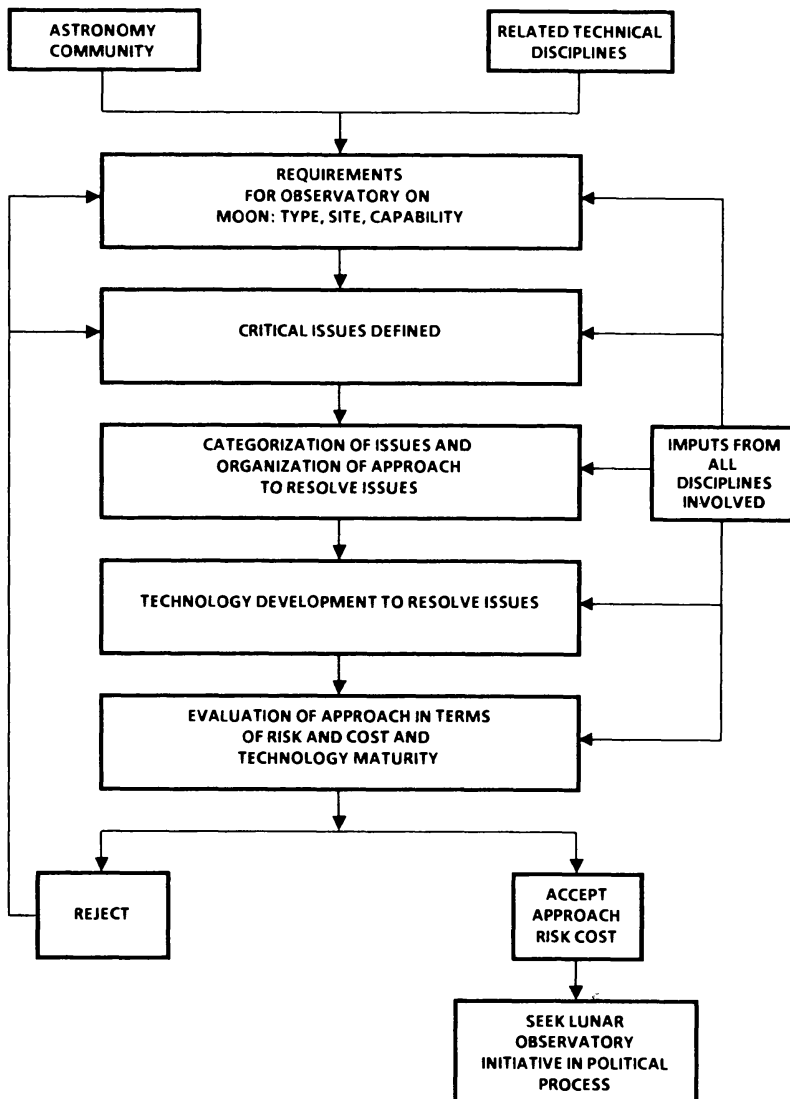 ASTRONOMY
COMMUNITY
RELATED TECHNICAL
DISCIPLINES
REQUIREMENTS
FOR OBSERVATORY ON
MOON: TYPE, SITE, CAPABILITY
CRITICAL ISSUES DEFINED
CATEGORIZATION OF ISSUES AND
ORGANIZATION OF APPROACH
TO RESOLVE ISSUES
IMPUTS FROM
ALL
DISCIPLINES
INVOLVED
TECHNOLOGY DEVELOPMENT TO RESOLVE ISSUES
EVALUATION OF APPROACH IN TERMS
OF RISK AND COST AND
TECHNOLOGY MATURITY
REJECT
ACCEPT
APPROACH
RISK COST
SEEK LUNAR
OBSERVATORY
INITIATIVE IN POLITICAL
PROCESS